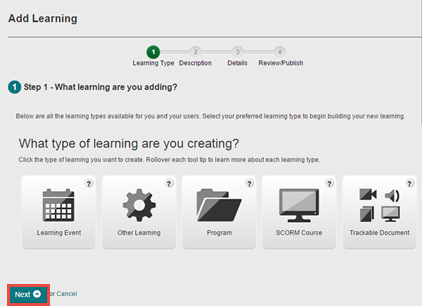 Add Learning
1 2 3 4
Learning Type Description Details Review/Publish
1 Step 1 - What learning are you adding?
Below are all the learning types available for you and your users. Select your preferred learning type to begin building your new learning.
What type of learning are you creating?
Click the type of learning you want to create. Rollover each tool tip to learn more about each learning type.
? ? ? ? ?
Learning Event Other Learning Program SCORM Course Trackable Document
Next or Cancel